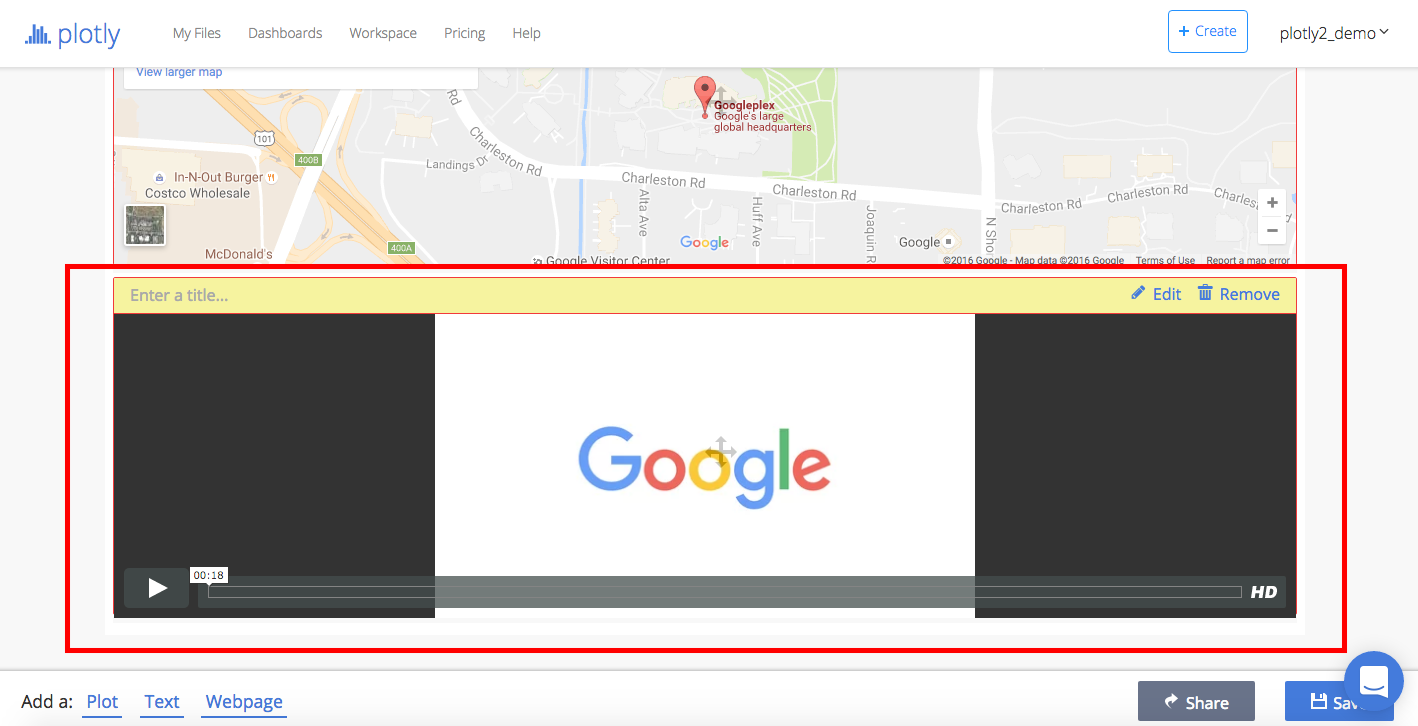 plotly
My Files Dashboards Workspace Pricing Help
+ Create
plotly2_demo
View larger map
Googleplex
Google's large
global headquarters
Rd
101
400B
Charleston Rd
Landings Dr
In-N-Out Burger
Costco Wholesale
Charleston Rd
Charleston Rd
Charleston Rd
Charles
Alta Ave
Huff Ave
Joaquin R
N Sho
+
−
McDonald's
400A
Google
Google
Google Visitor Center
©2016 Google - Map data ©2016 Google Terms of Use Report a map error
Enter a title...
Edit Remove
Google
00:18
HD
Add a: Plot Text Webpage
Share
Sav